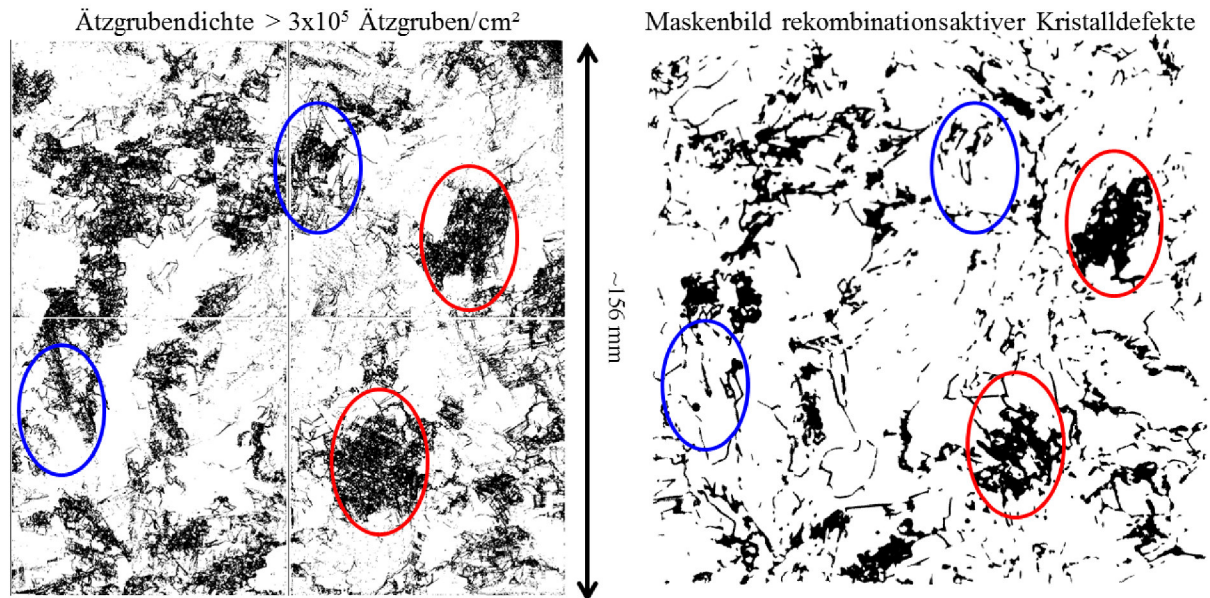 Ätzgrubendichte > 3x10⁵ Ätzgruben/cm²
Maskenbild rekombinationsaktiver Kristalldefekte
~156 mm